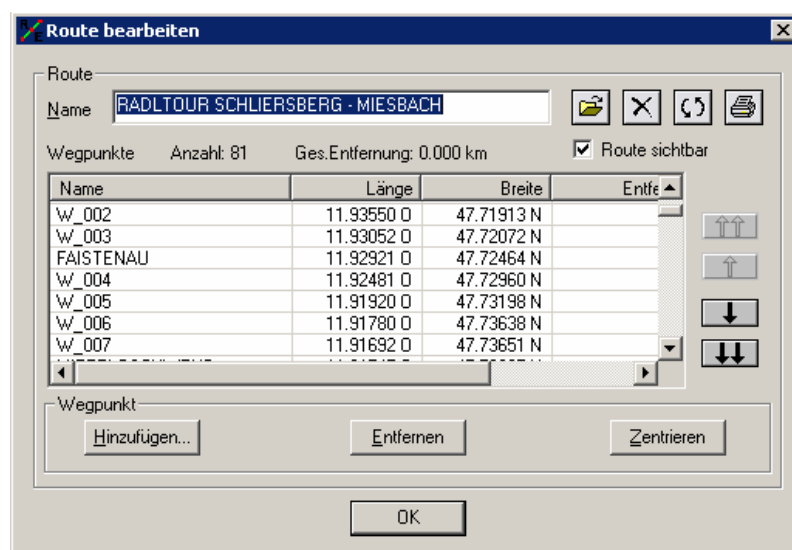 Route bearbeiten
Route
Name RADLTOUR SCHLIERSBERG - MIESBACH
Wegpunkte Anzahl: 81 Ges.Entfernung: 0.000 km Route sichtbar
Name Länge Breite Entfe
W_002 11.93550 O 47.71913 N
W_003 11.93052 O 47.72072 N
FAISTENAU 11.92921 O 47.72464 N
W_004 11.92481 O 47.72960 N
W_005 11.91920 O 47.73198 N
W_006 11.91780 O 47.73638 N
W_007 11.91692 O 47.73651 N
Wegpunkt
Hinzufügen... Entfernen Zentrieren
OK